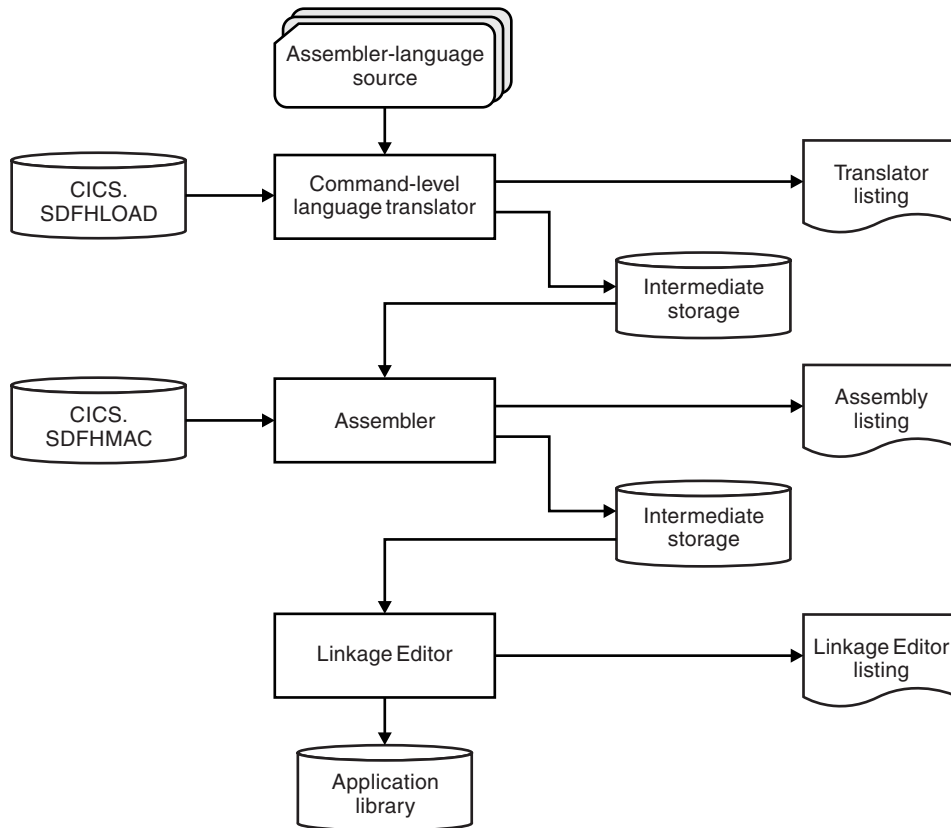 Assembler-language
source
CICS.
SDFHLOAD
Command-level
language translator
Translator
listing
Intermediate
storage
CICS.
SDFHMAC
Assembler
Assembly
listing
Intermediate
storage
Linkage Editor
Linkage Editor
listing
Application
library